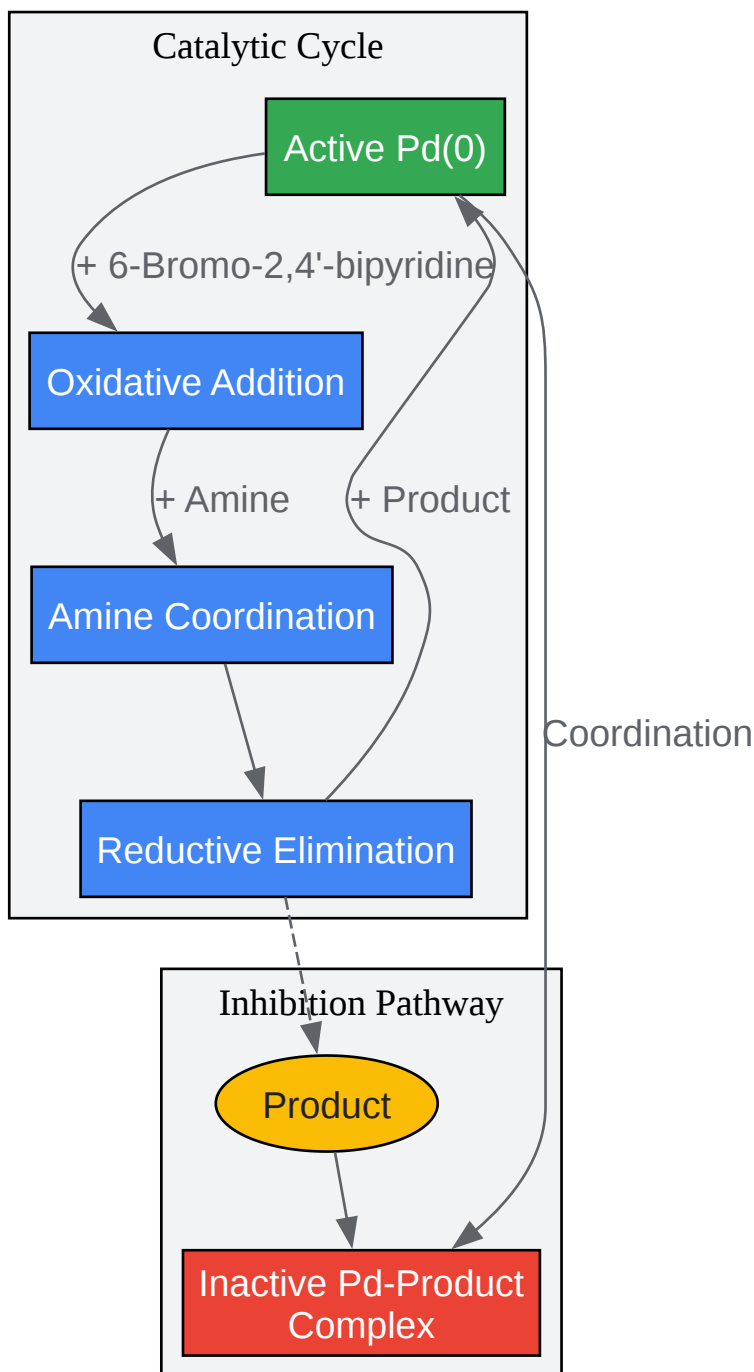 Catalytic Cycle
Active Pd(0)
+ 6-Bromo-2,4'-bipyridine
Oxidative Addition
+ Amine
+ Product
Amine Coordination
Coordination
Reductive Elimination
Inhibition Pathway
Product
Inactive Pd-Product
Complex